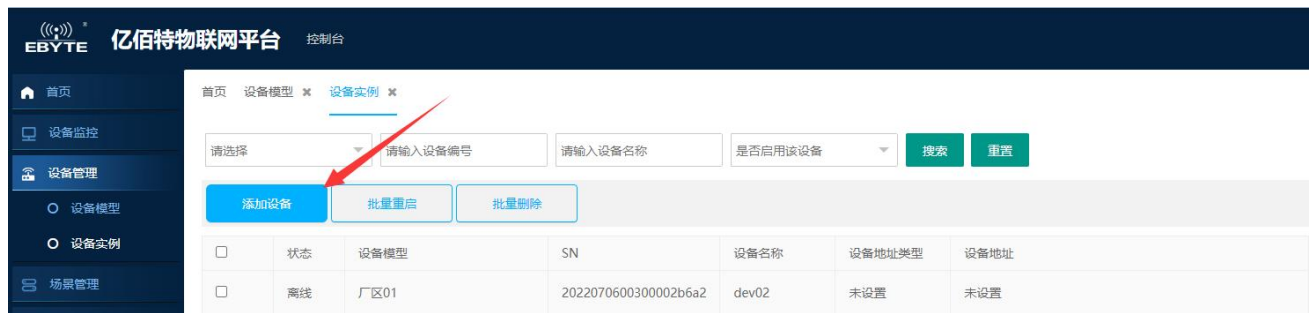 EBYTE 亿佰特物联网平台 控制台
首页
设备监控
设备管理
设备模型
设备实例
场景管理
首页 设备模型 设备实例
请选择 请输入设备编号 请输入设备名称 是否启用该设备 搜索 重置
添加设备 批量重启 批量删除
状态 设备模型 SN 设备名称 设备地址类型 设备地址
离线 厂区01 2022070600300002b6a2 dev02 未设置 未设置